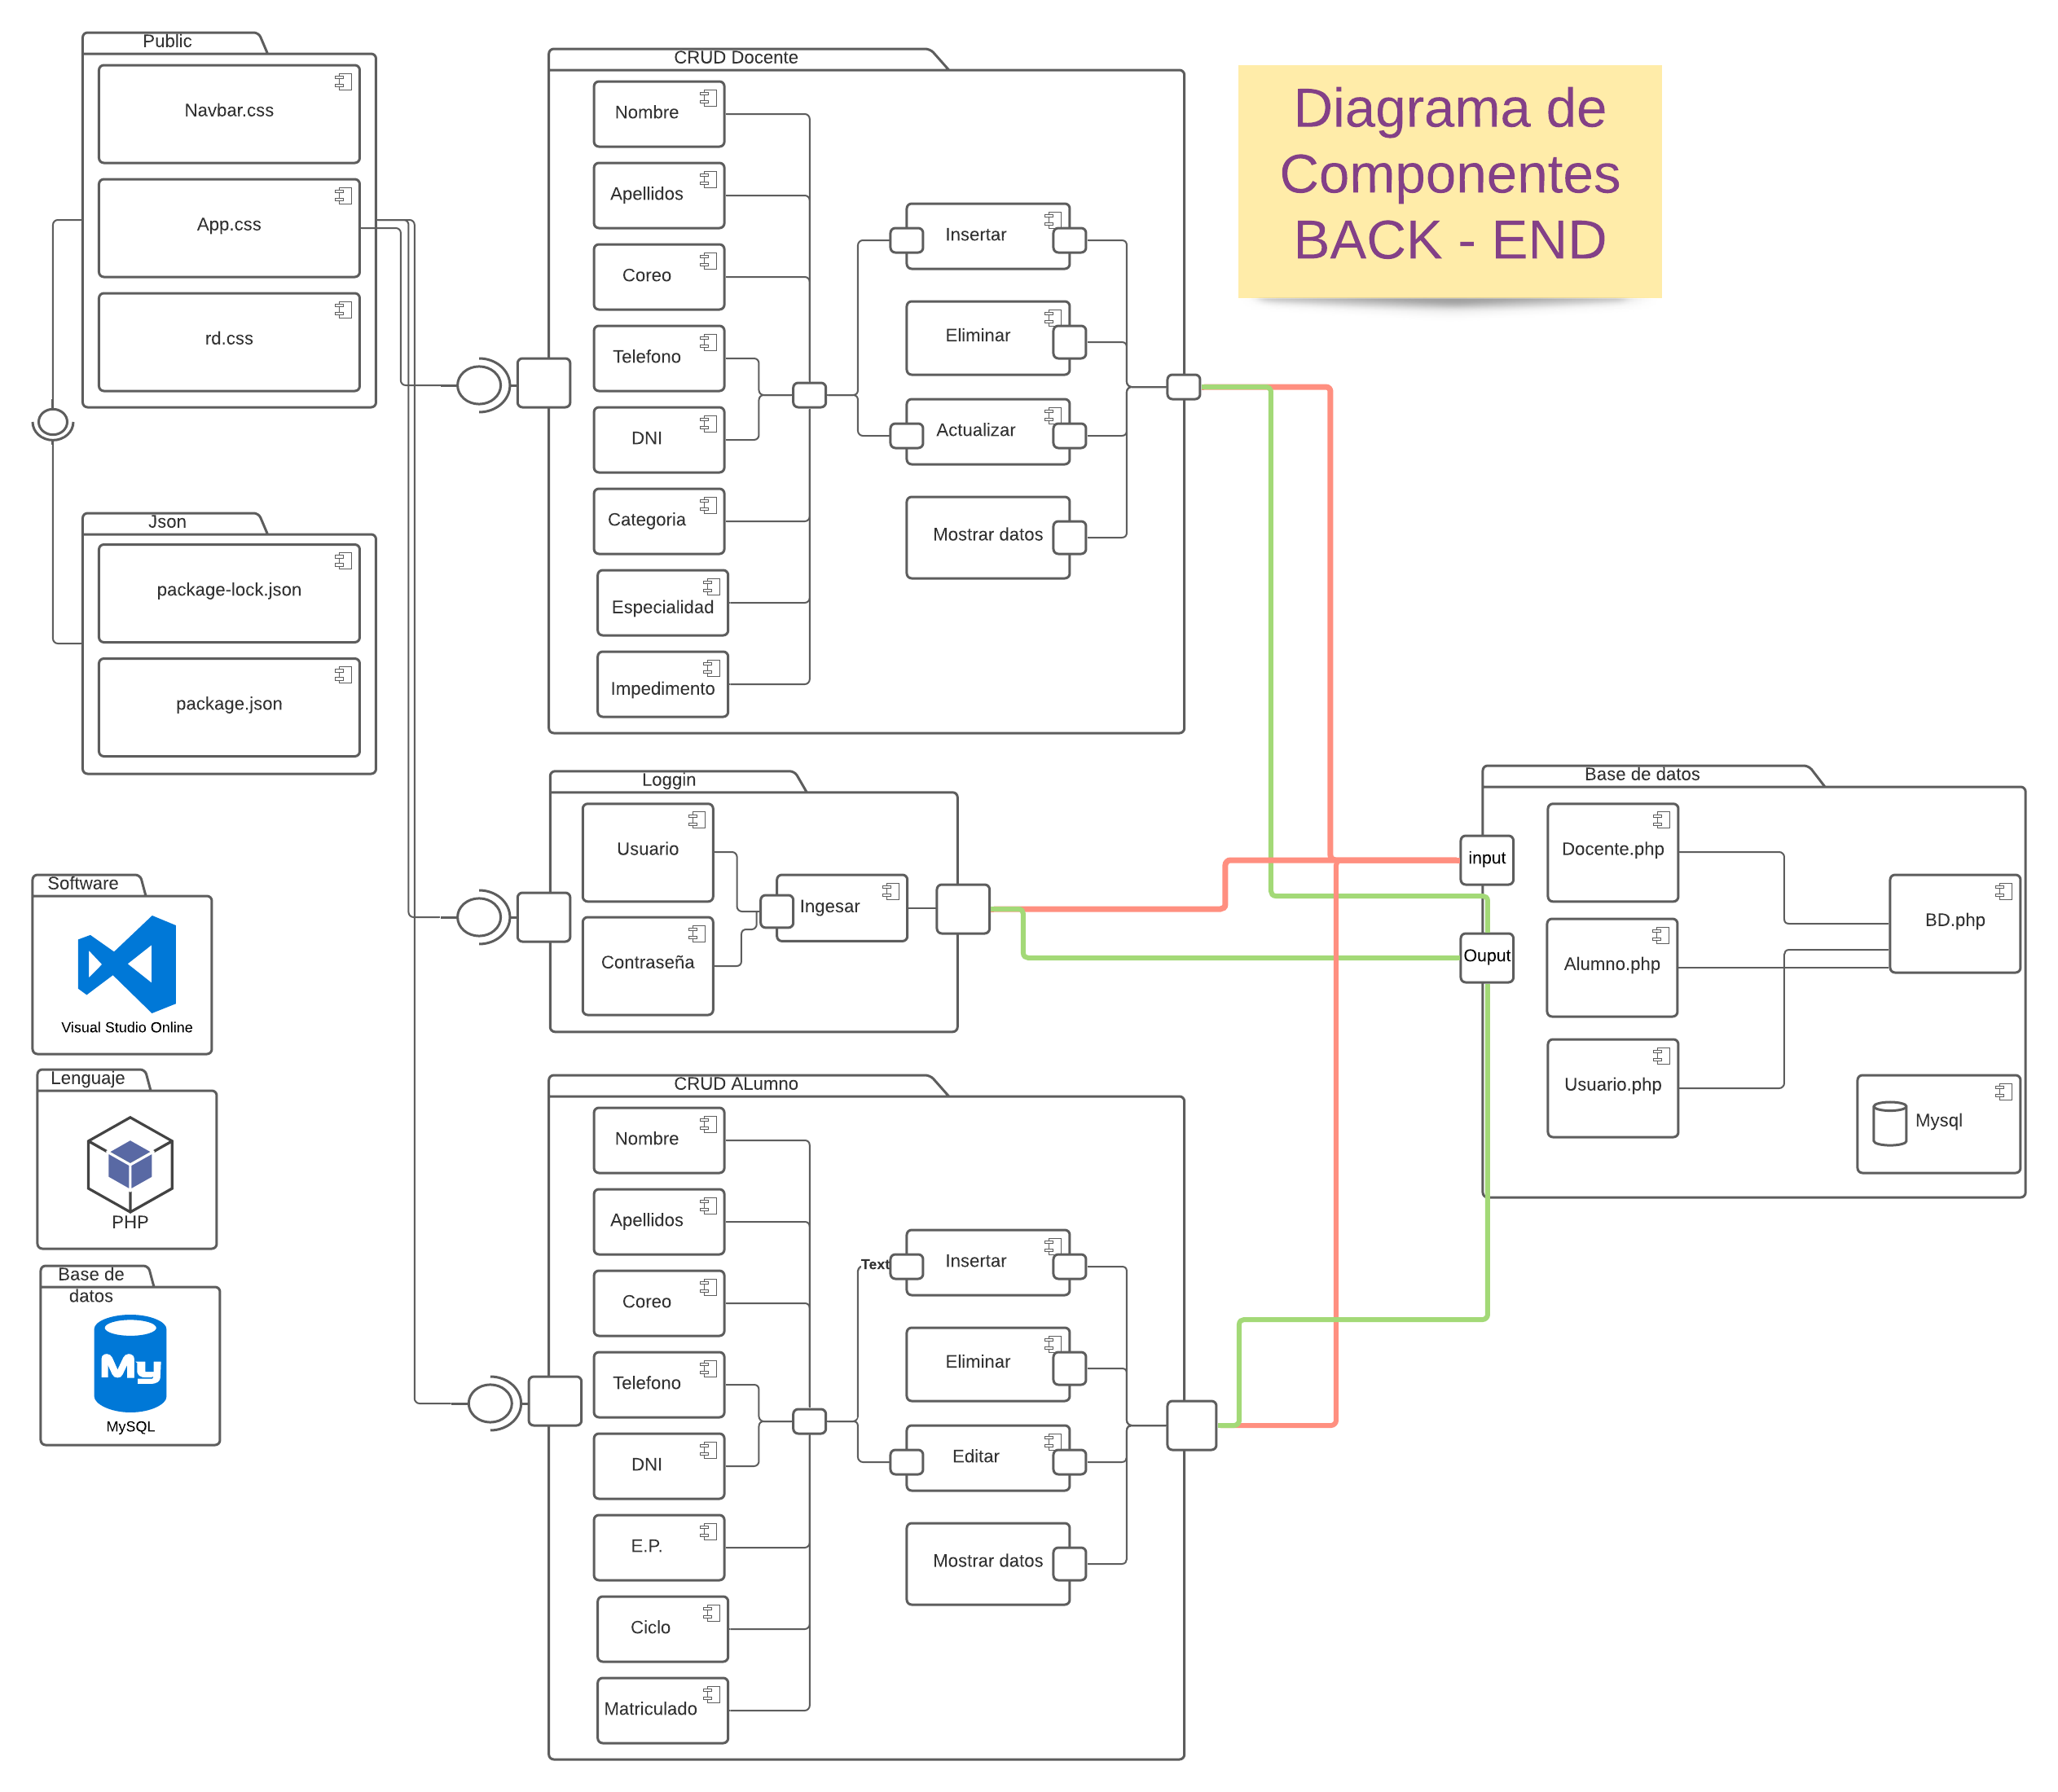 Public
Navbar.css
App.css
rd.css
Json
package-lock.json
package.json
Software
Visual Studio Online
Lenguaje
PHP
Base de
datos
My
MySQL
CRUD Docente
Nombre
Apellidos
Coreo
Telefono
DNI
Categoria
Especialidad
Impedimento
Insertar
Eliminar
Actualizar
Mostrar datos
Loggin
Usuario
Contraseña
Ingesar
CRUD ALumno
Nombre
Apellidos
Coreo
Telefono
DNI
E.P.
Ciclo
Matriculado
Text
Insertar
Eliminar
Editar
Mostrar datos
Diagrama de
Componentes
BACK - END
Base de datos
input
Ouput
Docente.php
Alumno.php
Usuario.php
BD.php
Mysql